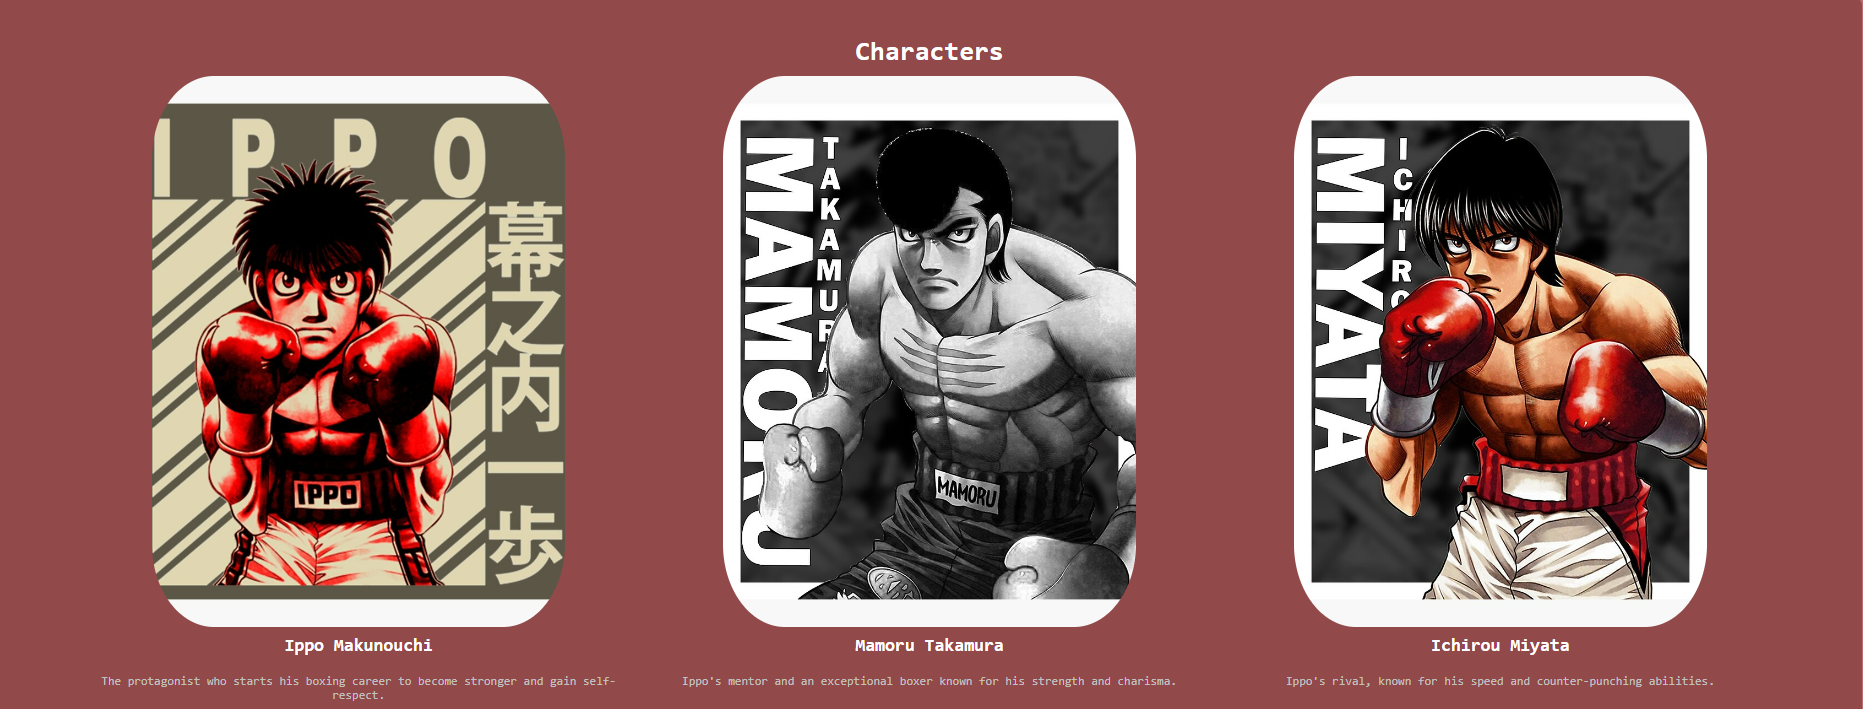 Characters
IPPO
幕之内一歩
IPPO
Ippo Makunouchi
The protagonist who starts his boxing career to become stronger and gain self-
respect.
MAMORU
TAKAMURA
MAMORU
Mamoru Takamura
Ippo's mentor and an exceptional boxer known for his strength and charisma.
MIYATA
ICHIRO
Ichirou Miyata
Ippo's rival, known for his speed and counter-punching abilities.